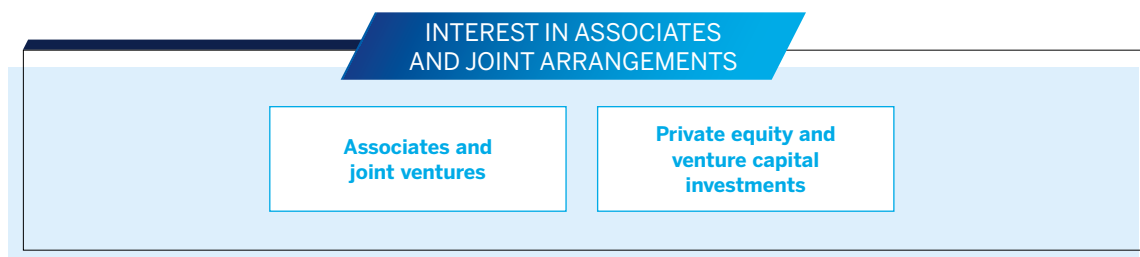 INTEREST IN ASSOCIATES
AND JOINT ARRANGEMENTS
Associates and
joint ventures
Private equity and
venture capital
investments